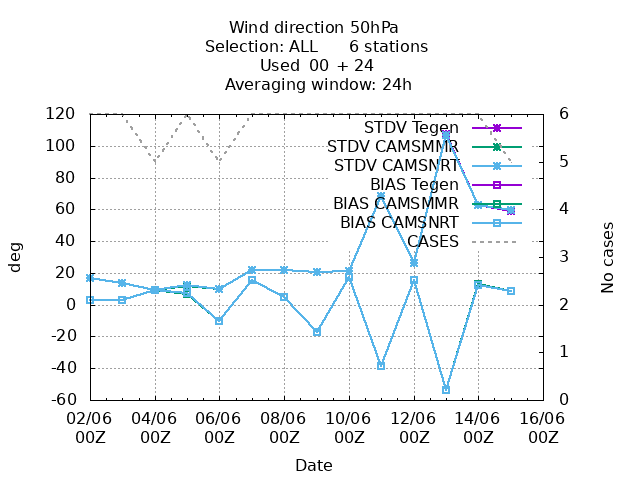 Wind direction 50hPa
Selection: ALL 6 stations
Used 00 + 24
Averaging window: 24h
120
100
80
60
40
20
0
-20
-40
-60
deg
6
5
4
3
2
1
0
No cases
STDV Tegen
STDV CAMSMMR
STDV CAMSNRT
BIAS Tegen
BIAS CAMSMMR
BIAS CAMSNRT
CASES
02/06 04/06 06/06 08/06 10/06 12/06 14/06 16/06
00Z 00Z 00Z 00Z 00Z 00Z 00Z 00Z
Date